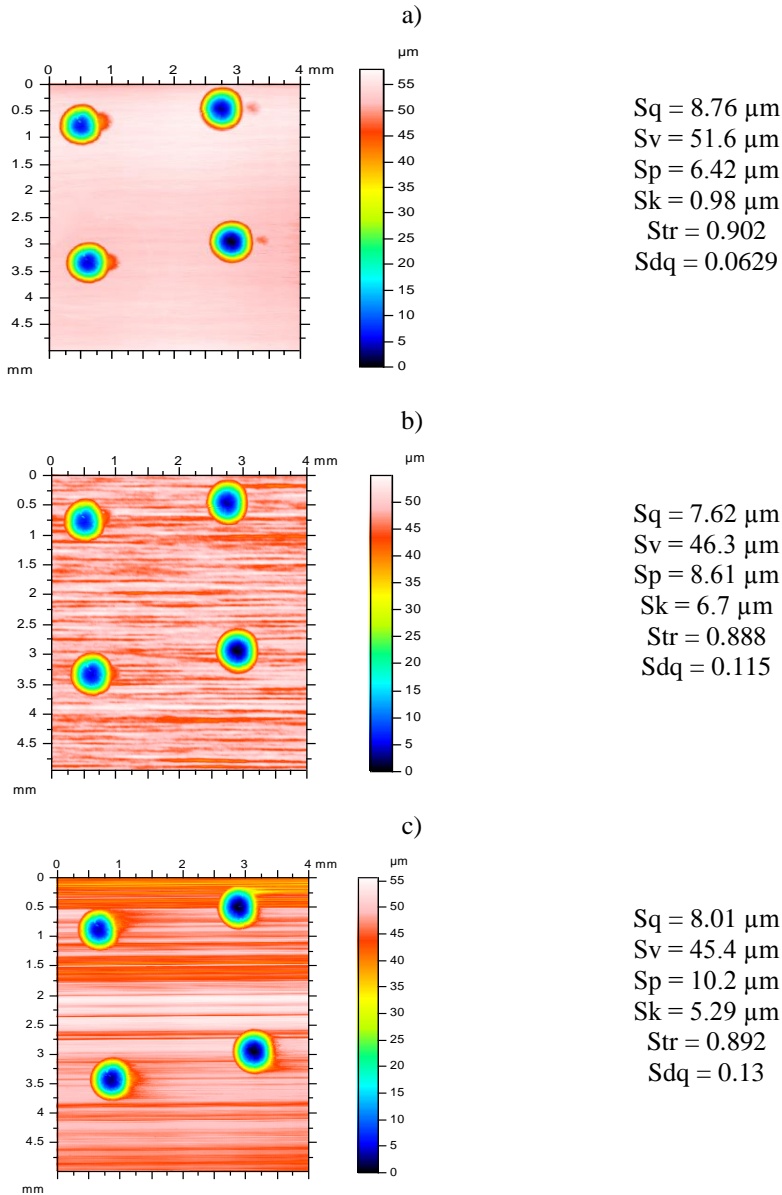 a)
0 1 2 3 4 mm
0
0.5
1
1.5
2
2.5
3
3.5
4
4.5
mm
µm
55
50
45
40
35
30
25
20
15
10
5
0
Sq = 8.76 µm
Sv = 51.6 µm
Sp = 6.42 µm
Sk = 0.98 µm
Str = 0.902
Sdq = 0.0629
b)
0 1 2 3 4 mm
0
0.5
1
1.5
2
2.5
3
3.5
4
4.5
mm
µm
50
45
40
35
30
25
20
15
10
5
0
Sq = 7.62 µm
Sv = 46.3 µm
Sp = 8.61 µm
Sk = 6.7 µm
Str = 0.888
Sdq = 0.115
c)
0 1 2 3 4 mm
0
0.5
1
1.5
2
2.5
3
3.5
4
4.5
mm
µm
55
50
45
40
35
30
25
20
15
10
5
0
Sq = 8.01 µm
Sv = 45.4 µm
Sp = 10.2 µm
Sk = 5.29 µm
Str = 0.892
Sdq = 0.13